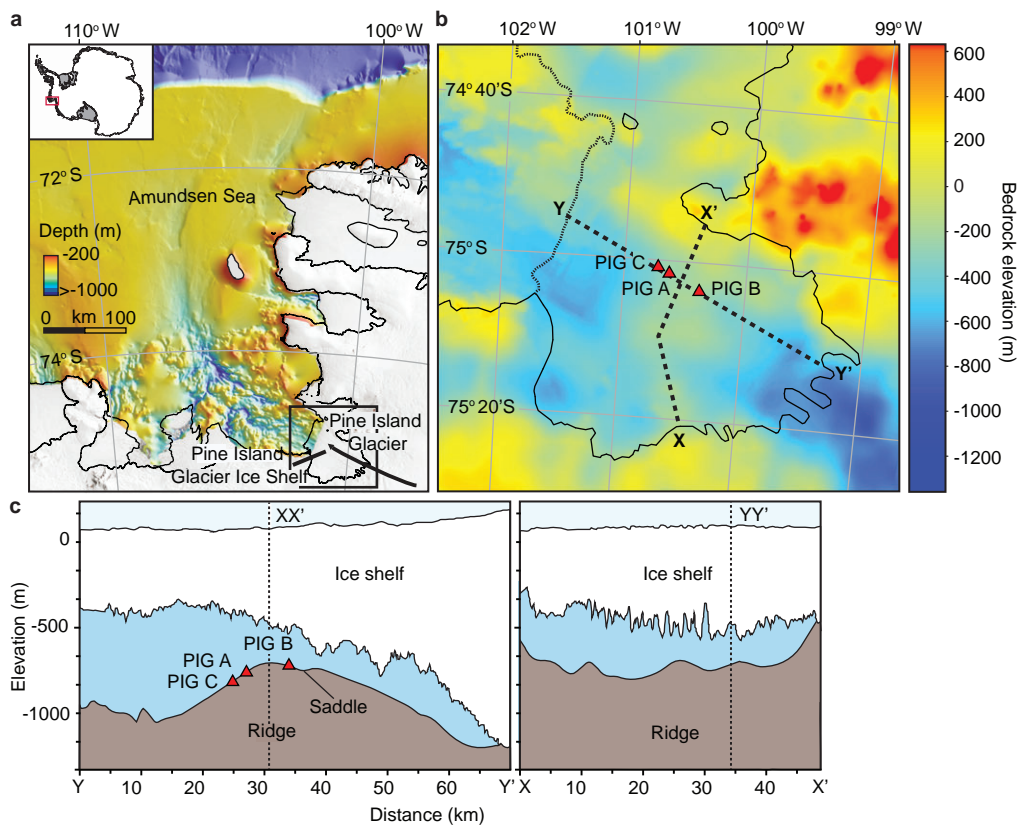 a
110°W
100°W
72°S
Amundsen Sea
Depth (m)
-200
>-1000
0 km 100
74°S
Pine Island
Glacier
Pine Island
Glacier Ice Shelf
b
102°W
101°W
100°W
99°W
74°40'S
75°S
75°20'S
Y
X'
PIG C
PIG A
PIG B
Y'
X
600
400
200
0
-200
-400
-600
-800
-1000
-1200
Bedrock elevation (m)
c
XX'
Ice shelf
PIG A
PIG B
PIG C
Saddle
Ridge
0
-500
-1000
Elevation (m)
Y 10 20 30 40 50 60 Y'
YY'
Ice shelf
Ridge
X 10 20 30 40 X'
Distance (km)